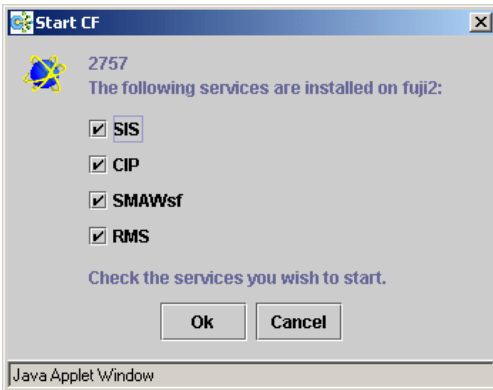 Start CF
2757
The following services are installed on fuji2:
SIS
CIP
SMAWsf
RMS
Check the services you wish to start.
Ok Cancel
Java Applet Window